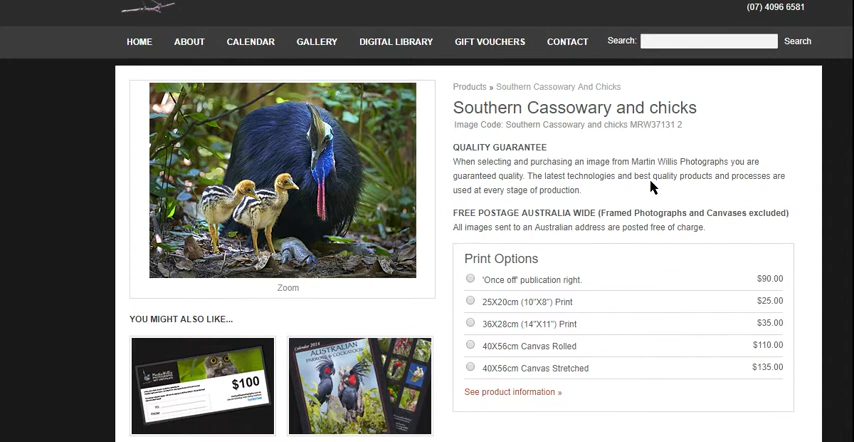 (07) 4096 6581
HOME ABOUT CALENDAR GALLERY DIGITAL LIBRARY GIFT VOUCHERS CONTACT Search: Search
Products » Southern Cassowary And Chicks
Southern Cassowary and chicks
Image Code: Southern Cassowary and chicks MRW37131 2
QUALITY GUARANTEE
When selecting and purchasing an image from Martin Willis Photographs you are
guaranteed quality. The latest technologies and best quality products and processes are
used at every stage of production.
FREE POSTAGE AUSTRALIA WIDE (Framed Photographs and Canvases excluded)
All images sent to an Australian address are posted free of charge.
Print Options
'Once off' publication right. $90.00
25X20cm (10"X8") Print $25.00
36X28cm (14"X11") Print $35.00
40X56cm Canvas Rolled $110.00
40X56cm Canvas Stretched $135.00
See product information »
Zoom
YOU MIGHT ALSO LIKE...
$100
Calendar 2014
AUSTRALIAN
PARROTS & COCKATOOS